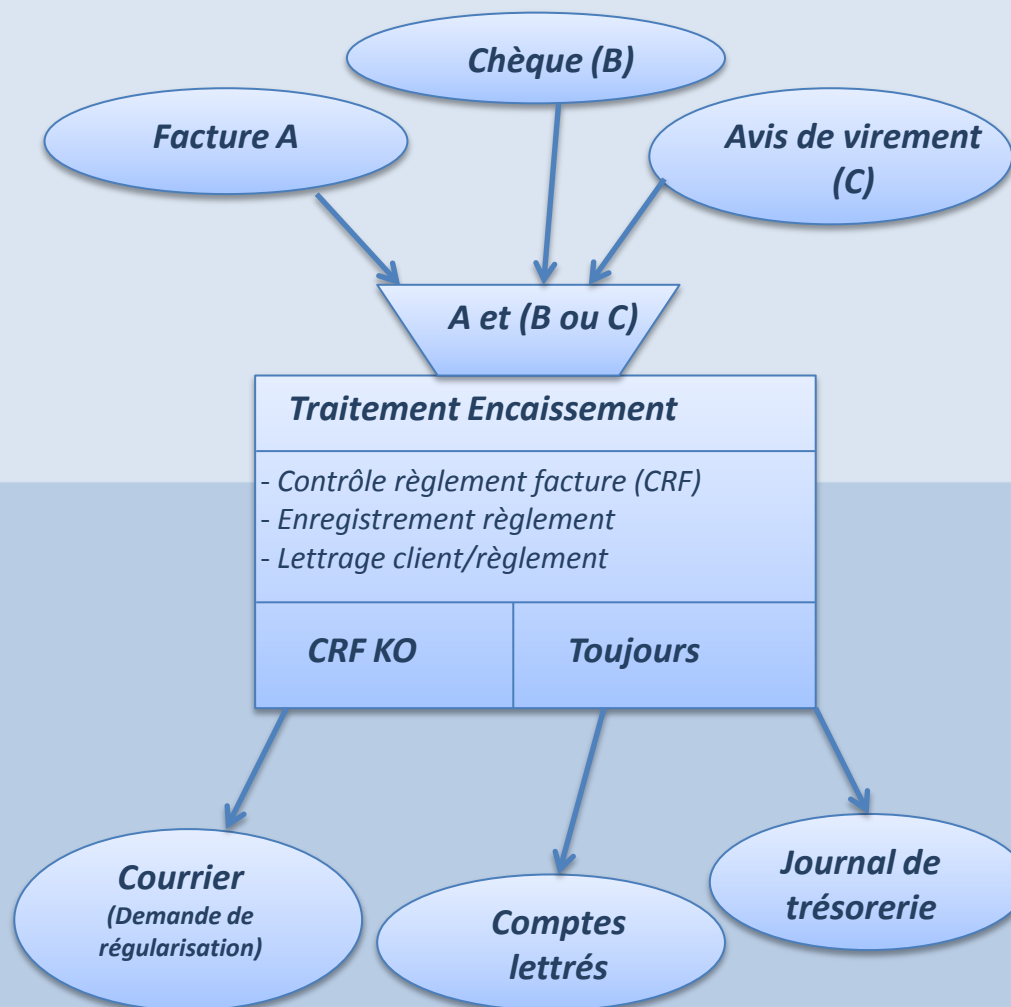 Chèque (B)
Facture A
Avis de virement
(C)
A et (B ou C)
Traitement Encaissement
- Contrôle règlement facture (CRF)
- Enregistrement règlement
- Lettrage client/règlement
CRF KO
Toujours
Courrier
(Demande de
régularisation)
Comptes
lettrés
Journal de
trésorerie